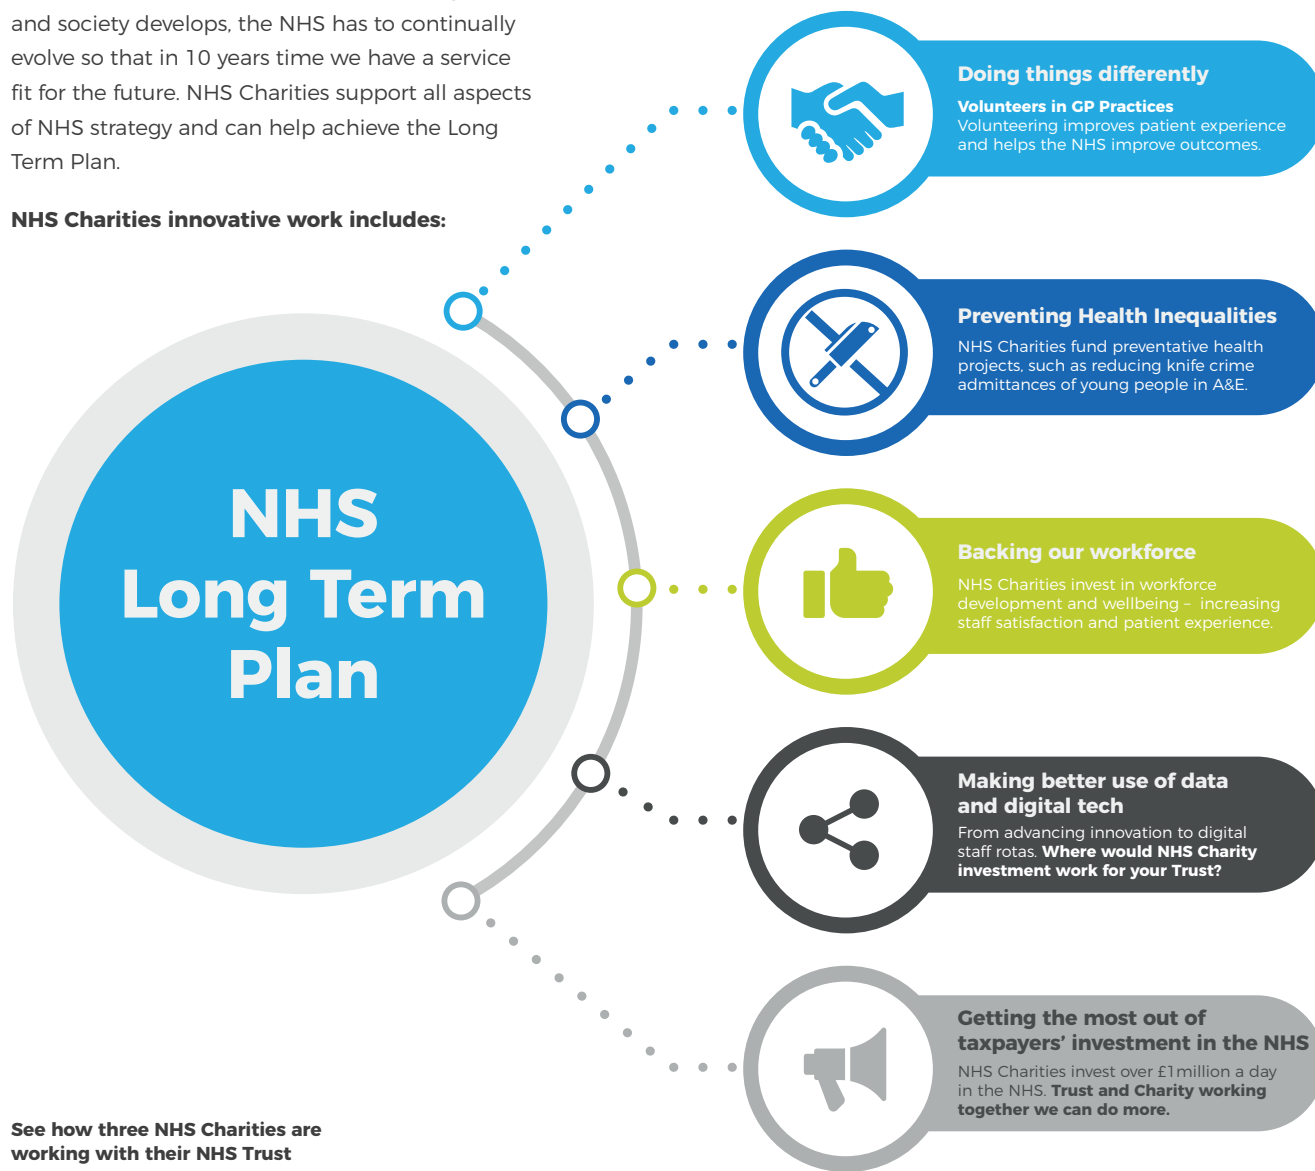 and society develops, the NHS has to continually
evolve so that in 10 years time we have a service
fit for the future. NHS Charities support all aspects
of NHS strategy and can help achieve the Long
Term Plan.
NHS Charities innovative work includes:
NHS
Long Term
Plan
Doing things differently
Volunteers in GP Practices
Volunteering improves patient experience
and helps the NHS improve outcomes.
Preventing Health Inequalities
NHS Charities fund preventative health
projects, such as reducing knife crime
admittances of young people in A&E.
Backing our workforce
NHS Charities invest in workforce
development and wellbeing – increasing
staff satisfaction and patient experience.
Making better use of data
and digital tech
From advancing innovation to digital
staff rotas. Where would NHS Charity
investment work for your Trust?
Getting the most out of
taxpayers’ investment in the NHS
NHS Charities invest over £1million a day
in the NHS. Trust and Charity working
together we can do more.
See how three NHS Charities are
working with their NHS Trust